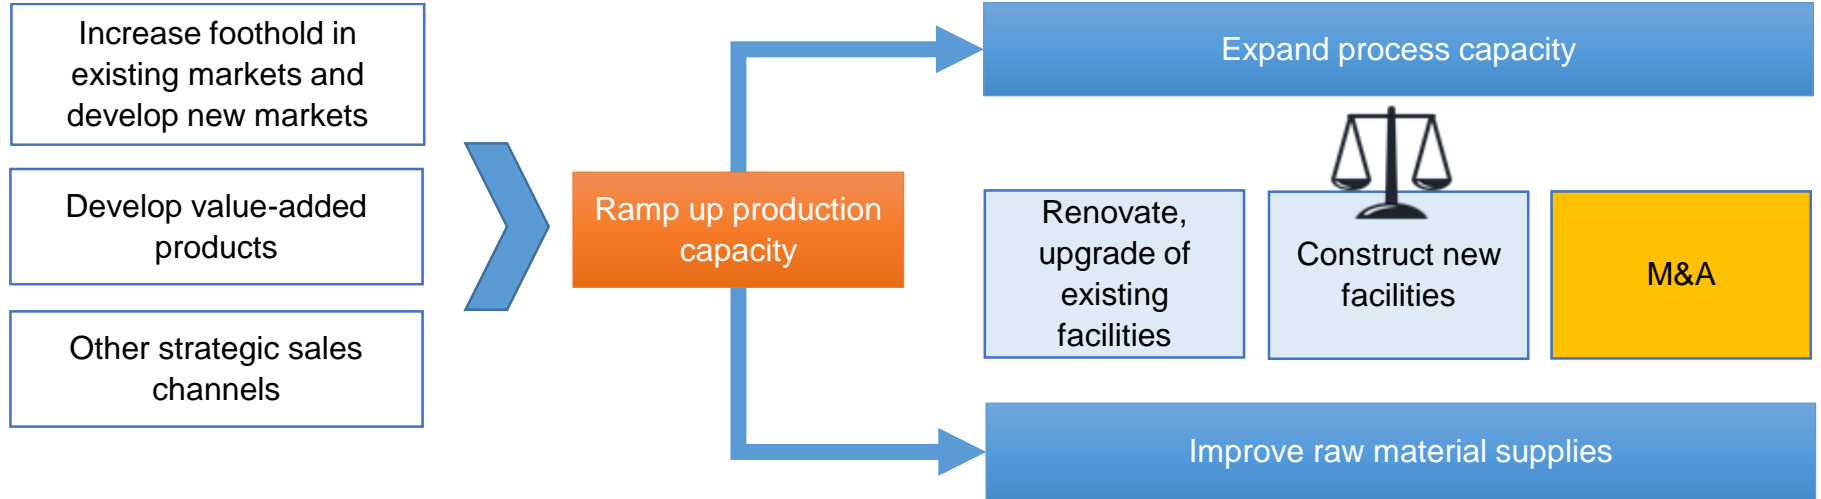 Increase foothold in
existing markets and
develop new markets
Develop value-added
products
Other strategic sales
channels
Ramp up production
capacity
Expand process capacity
Renovate,
upgrade of
existing
facilities
Construct new
facilities
M&A
Improve raw material supplies